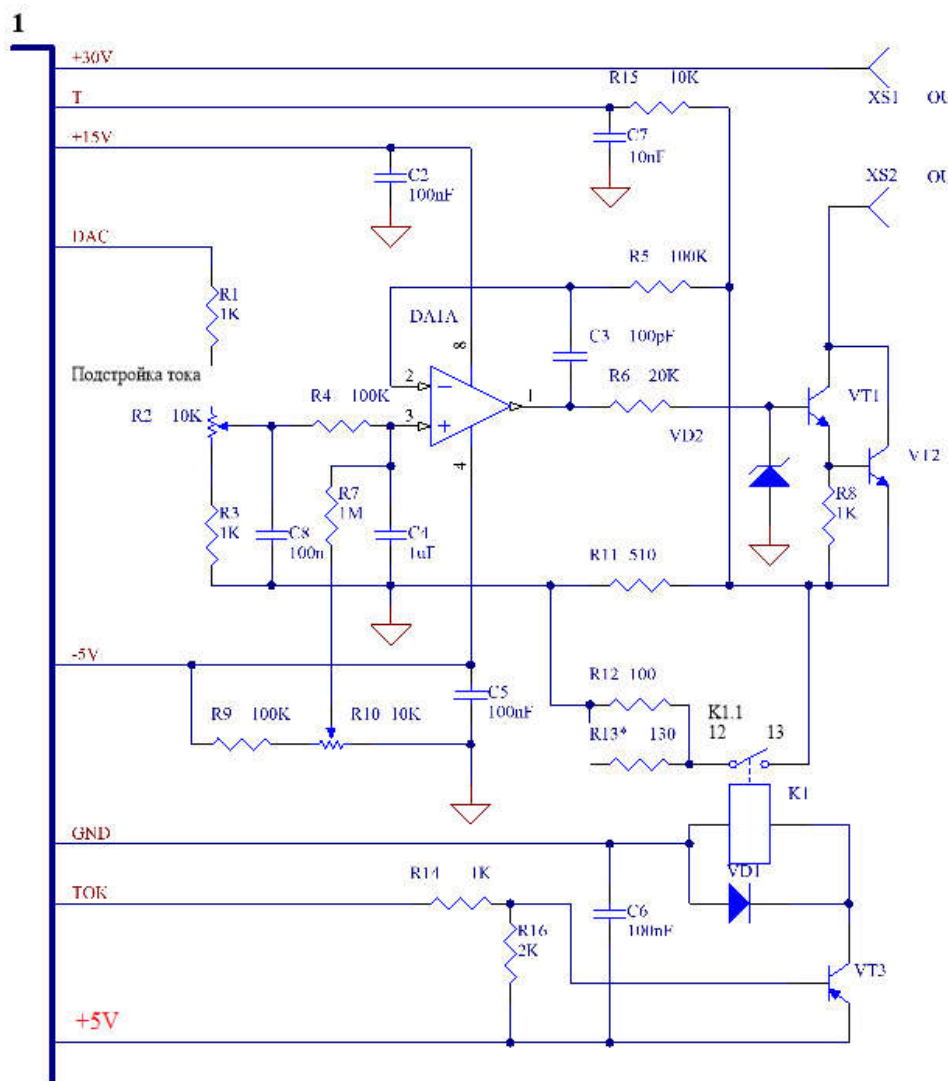 1
+30V
R15 10K
T
XS1 OU
+15V
C7
10nF
C2
100nF
XS2 OU
DAC
R5 100K
R1
1K
DA1A
8
C3 100pF
Подстройка тока
2
R6 20K
1
R4 100K
VT1
R2 10K
3
VD2
VT2
4
R7
1M
R8
1K
R3
1K
C8
100n
C4
1uF
R11 510
-5V
R12 100
C5
100nF
K1.1
R9 100K
R10 10K
R13* 130
12 13
K1
GND
VD1
R14 1K
TOK
C6
100nF
R16
2K
VT3
+5V